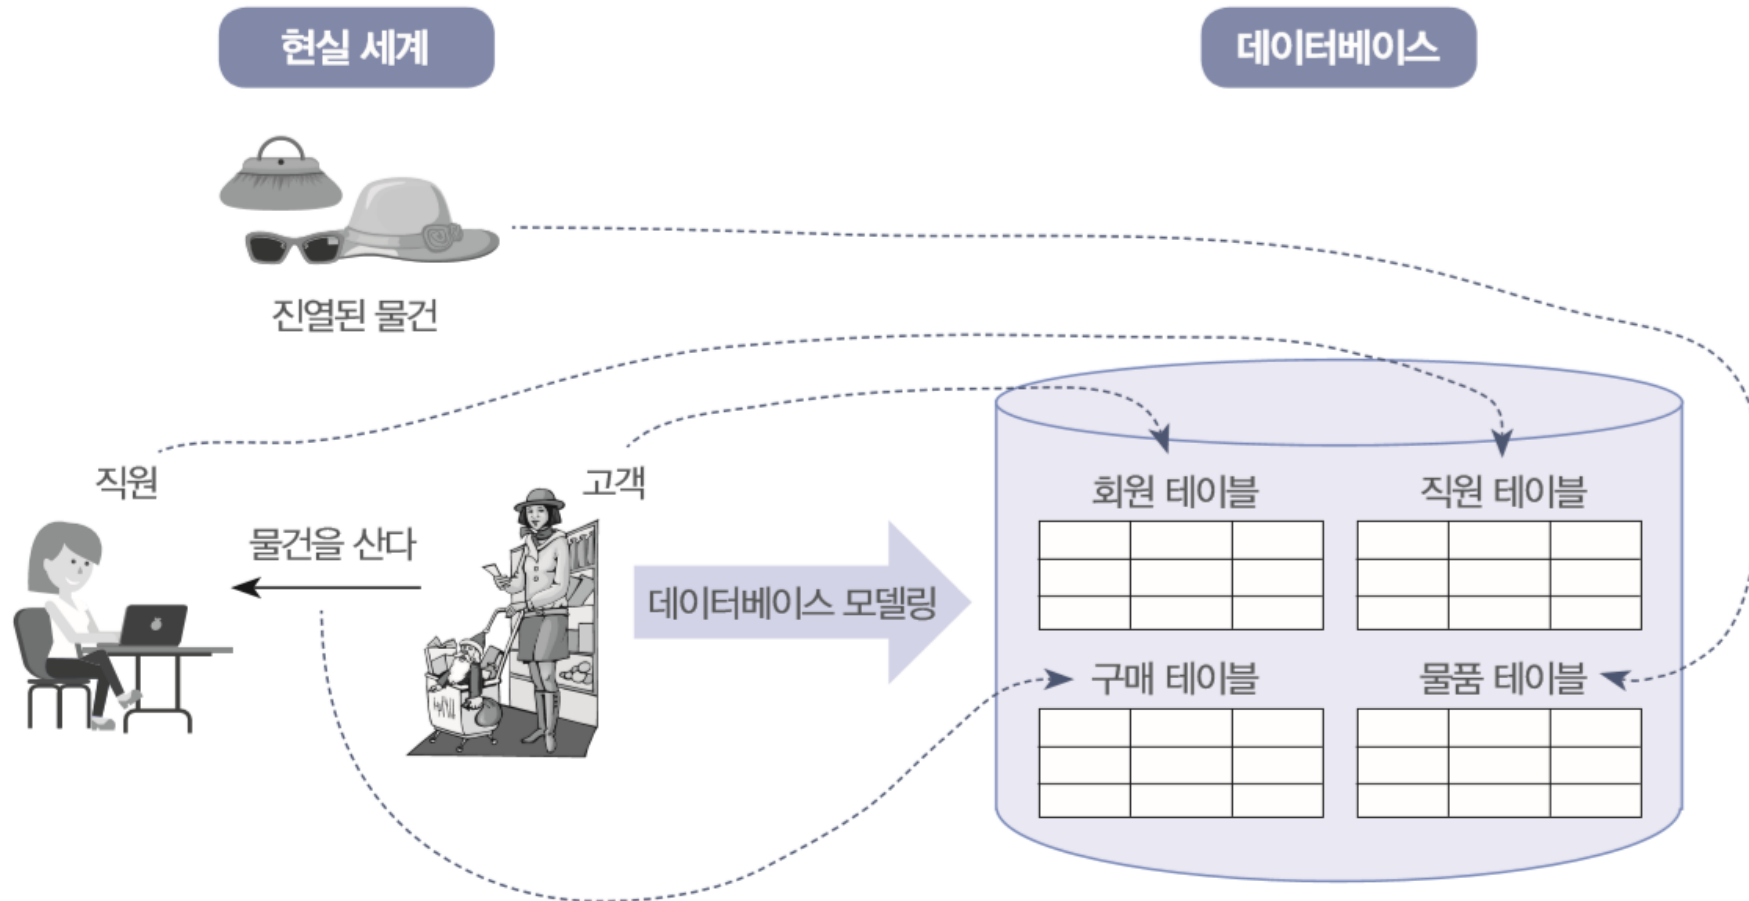 현실 세계
데이터베이스
진열된 물건
직원
고객
물건을 산다
데이터베이스 모델링
회원 테이블
직원 테이블
구매 테이블
물품 테이블